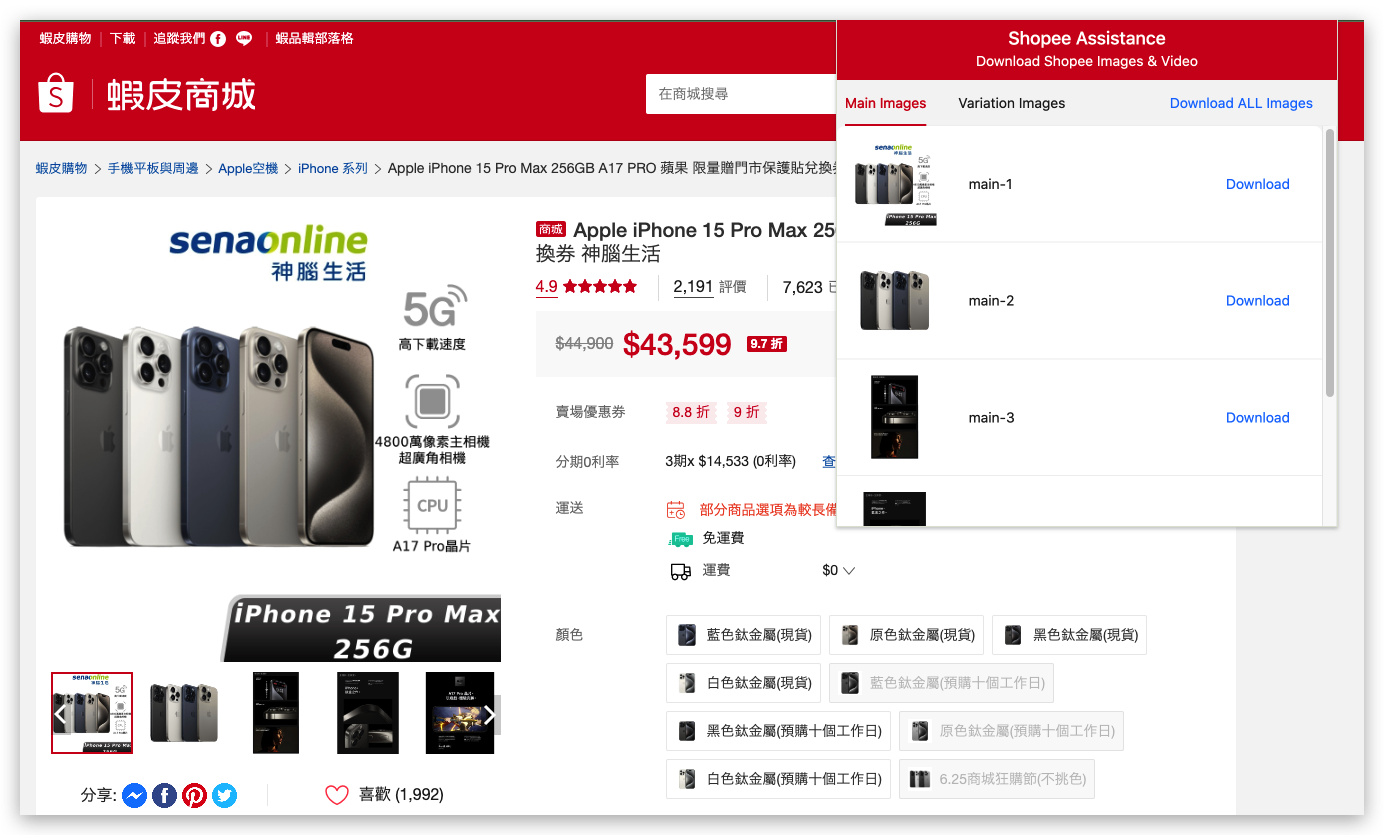 蝦皮購物 下載 追蹤我們 蝦品輯部落格
S 蝦皮商城
在商城搜尋
Shopee Assistance
Download Shopee Images & Video
Main Images Variation Images Download ALL Images
main-1 Download
main-2 Download
main-3 Download
蝦皮購物 > 手機平板與周邊 > Apple空機 > iPhone 系列 > Apple iPhone 15 Pro Max 256GB A17 PRO 蘋果 限量贈門市保護貼兌換
senaonline
神腦生活
5G
高下載速度
4800萬像素主相機
超廣角相機
CPU
A17 Pro晶片
iPhone 15 Pro Max
256G
商城 Apple iPhone 15 Pro Max 25
換券 神腦生活
4.9 2,191 評價 7,623
$44,900 $43,599 9.7 折
賣場優惠券 8.8 折 9 折
分期0利率 3期x $14,533 (0利率) 查
運送 部分商品選項為較長備
Free 免運費
運費 $0
顏色 藍色鈦金屬(現貨) 原色鈦金屬(現貨) 黑色鈦金屬(現貨)
白色鈦金屬(現貨) 藍色鈦金屬(預購十個工作日)
黑色鈦金屬(預購十個工作日) 原色鈦金屬(預購十個工作日)
白色鈦金屬(預購十個工作日) 6.25商城狂購節(不挑色)
分享: 喜歡 (1,992)